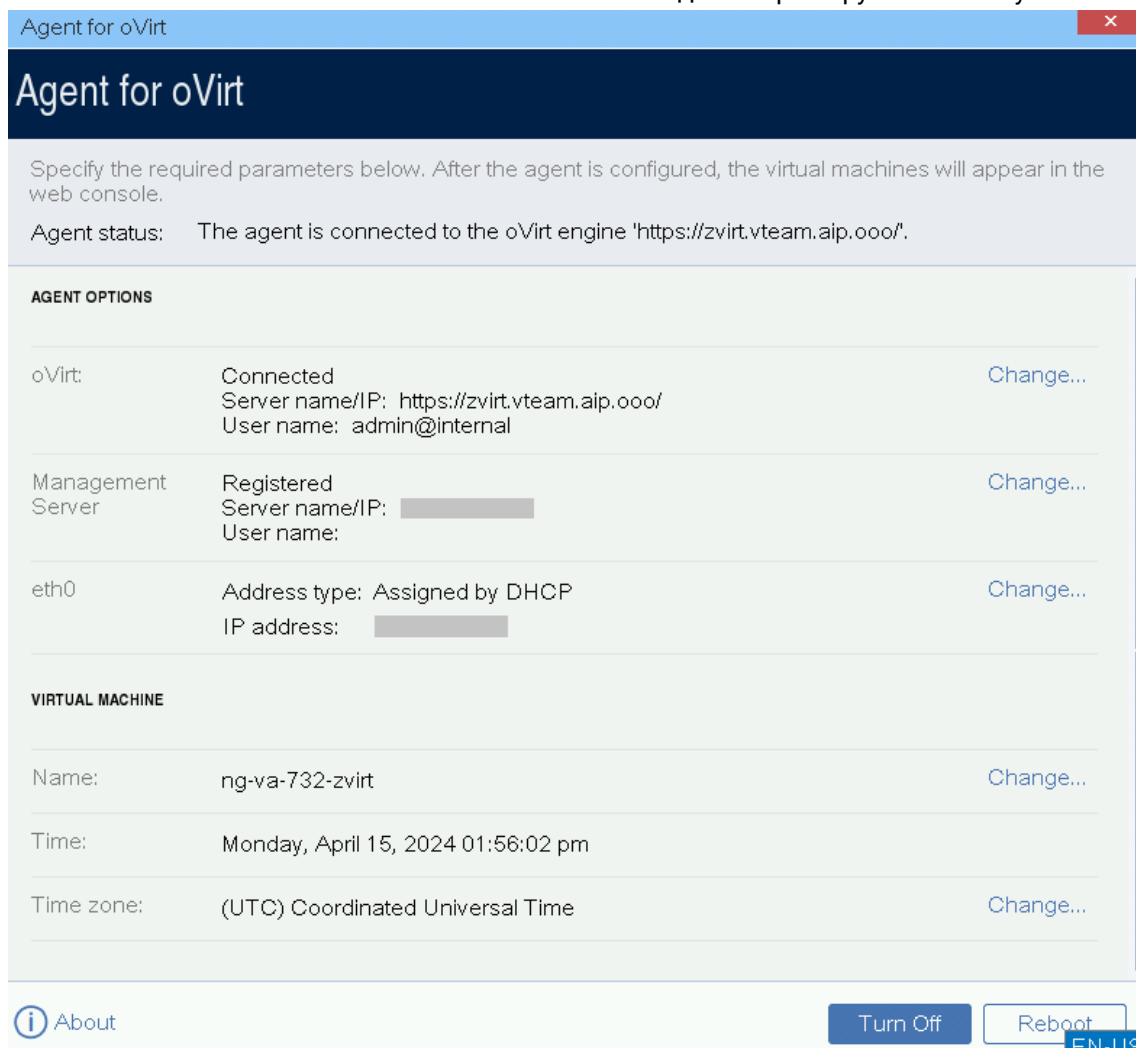 Agent for oVirt
Agent for oVirt
Specify the required parameters below. After the agent is configured, the virtual machines will appear in the
web console.
Agent status: The agent is connected to the oVirt engine 'https://zvirt.vteam.aip.ooo/'.
AGENT OPTIONS
oVirt: Connected Change...
Server name/IP: https://zvirt.vteam.aip.ooo/
User name: admin@internal
Management Registered Change...
Server Server name/IP:
User name:
eth0 Address type: Assigned by DHCP Change...
IP address:
VIRTUAL MACHINE
Name: ng-va-732-zvirt Change...
Time: Monday, April 15, 2024 01:56:02 pm
Time zone: (UTC) Coordinated Universal Time Change...
About Turn Off Reboot
EN-US